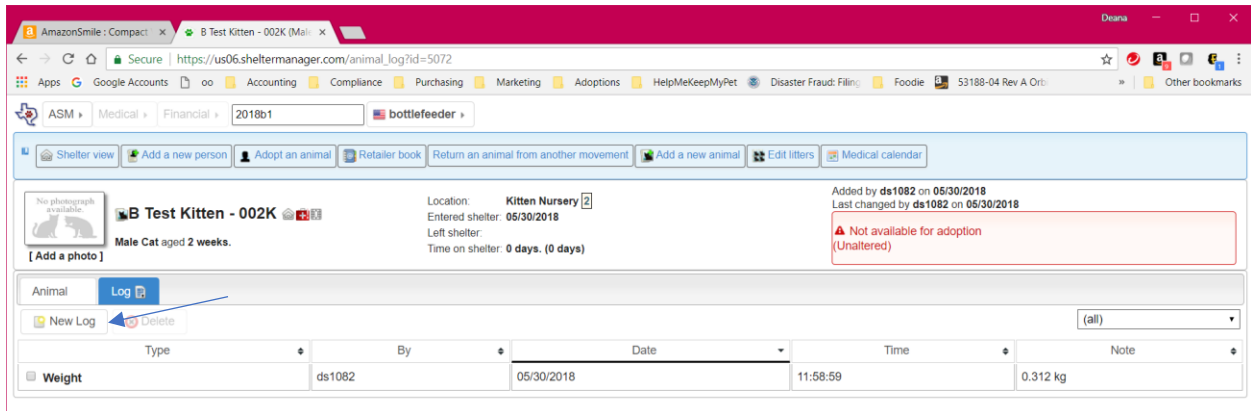 Deana
AmazonSmile : Compact
B Test Kitten - 002K (Male
Secure | https://us06.sheltermanager.com/animal_log?id=5072
Apps Google Accounts oo Accounting Compliance Purchasing Marketing Adoptions HelpMeKeepMyPet Disaster Fraud: Filing Foodie 53188-04 Rev A Orb » Other bookmarks
ASM Medical Financial 2018b1 bottlefeeder
Shelter view Add a new person Adopt an animal Retailer book Return an animal from another movement Add a new animal Edit litters Medical calendar
No photograph
available.
[ Add a photo ]
B Test Kitten - 002K
Male Cat aged 2 weeks.
Location: Kitten Nursery 2
Entered shelter: 05/30/2018
Left shelter:
Time on shelter: 0 days. (0 days)
Added by ds1082 on 05/30/2018
Last changed by ds1082 on 05/30/2018
Not available for adoption
(Unaltered)
Animal Log
New Log Delete (all)
Type By Date Time Note
Weight ds1082 05/30/2018 11:58:59 0.312 kg